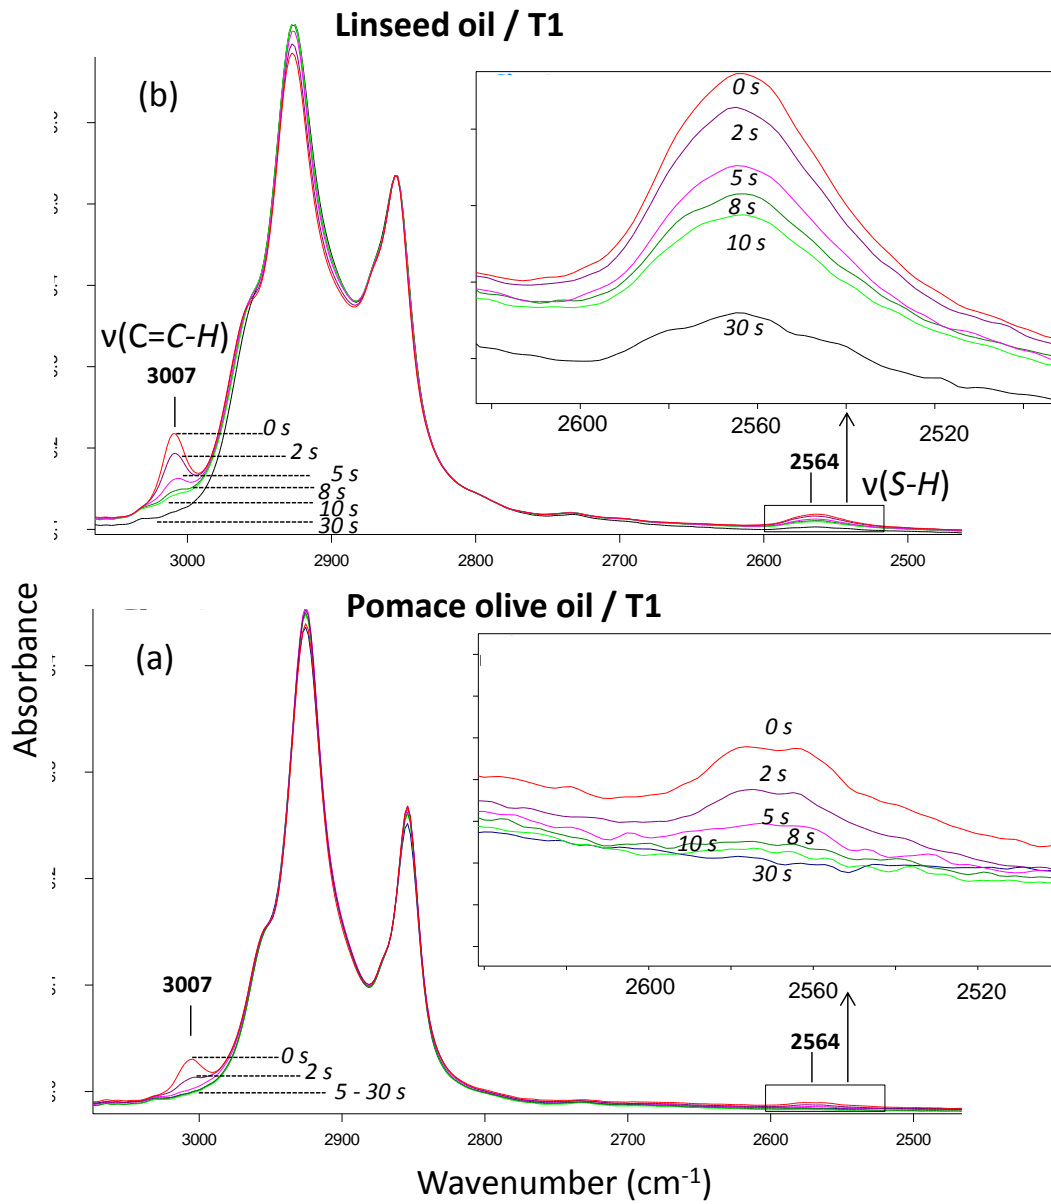 Linseed oil / T1
(b)
0 s
2 s
5 s
8 s
10 s
30 s
2600
2560
2520
ν(C=C-H)
3007
0 s
2 s
5 s
8 s
10 s
30 s
2564
ν(S-H)
3000
2900
2800
2700
2600
2500
Pomace olive oil / T1
(a)
0 s
2 s
5 s
8 s
10 s
30 s
2600
2560
2520
3007
0 s
2 s
5 - 30 s
2564
3000
2900
2800
2700
2600
2500
Absorbance
Wavenumber (cm-1)